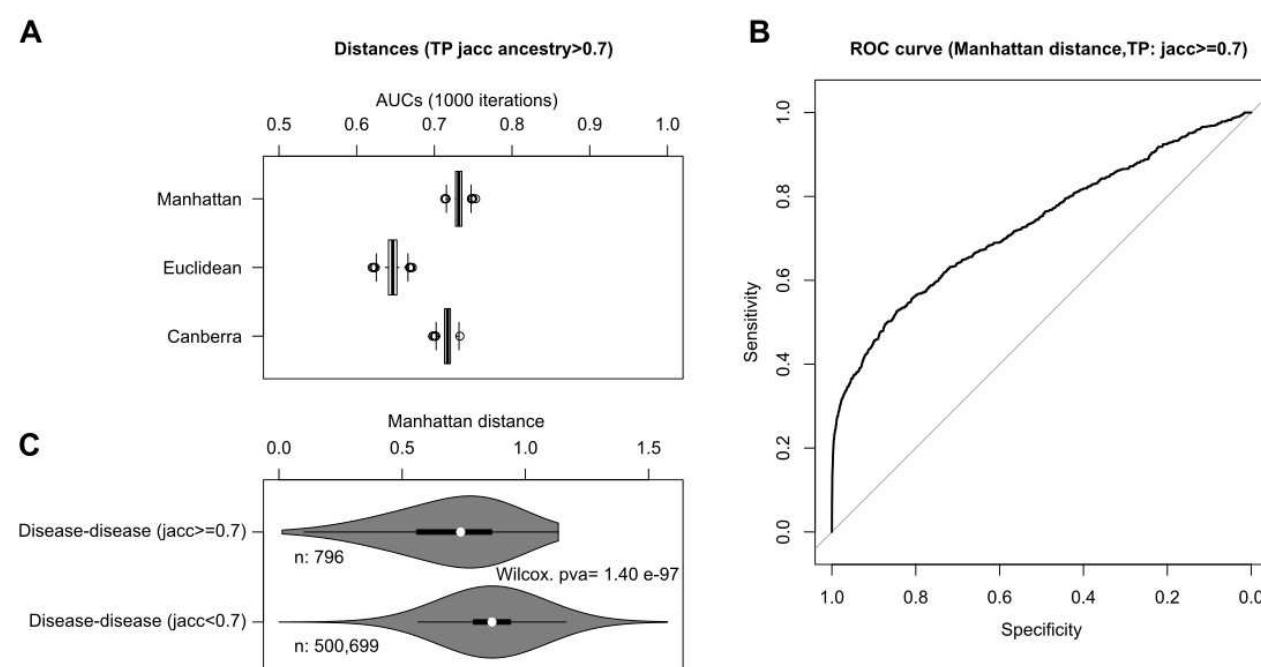 A
Distances (TP jacc ancestry>0.7)
AUCs (1000 iterations)
0.5 0.6 0.7 0.8 0.9 1.0
Manhattan
Euclidean
Canberra
B
ROC curve (Manhattan distance,TP: jacc>=0.7)
1.0
0.8
0.6
0.4
0.2
0.0
Sensitivity
1.0 0.8 0.6 0.4 0.2 0.0
Specificity
C
Manhattan distance
0.0 0.5 1.0 1.5
Disease-disease (jacc>=0.7)
n: 796
Wilcox. pva= 1.40 e-97
Disease-disease (jacc<0.7)
n: 500,699